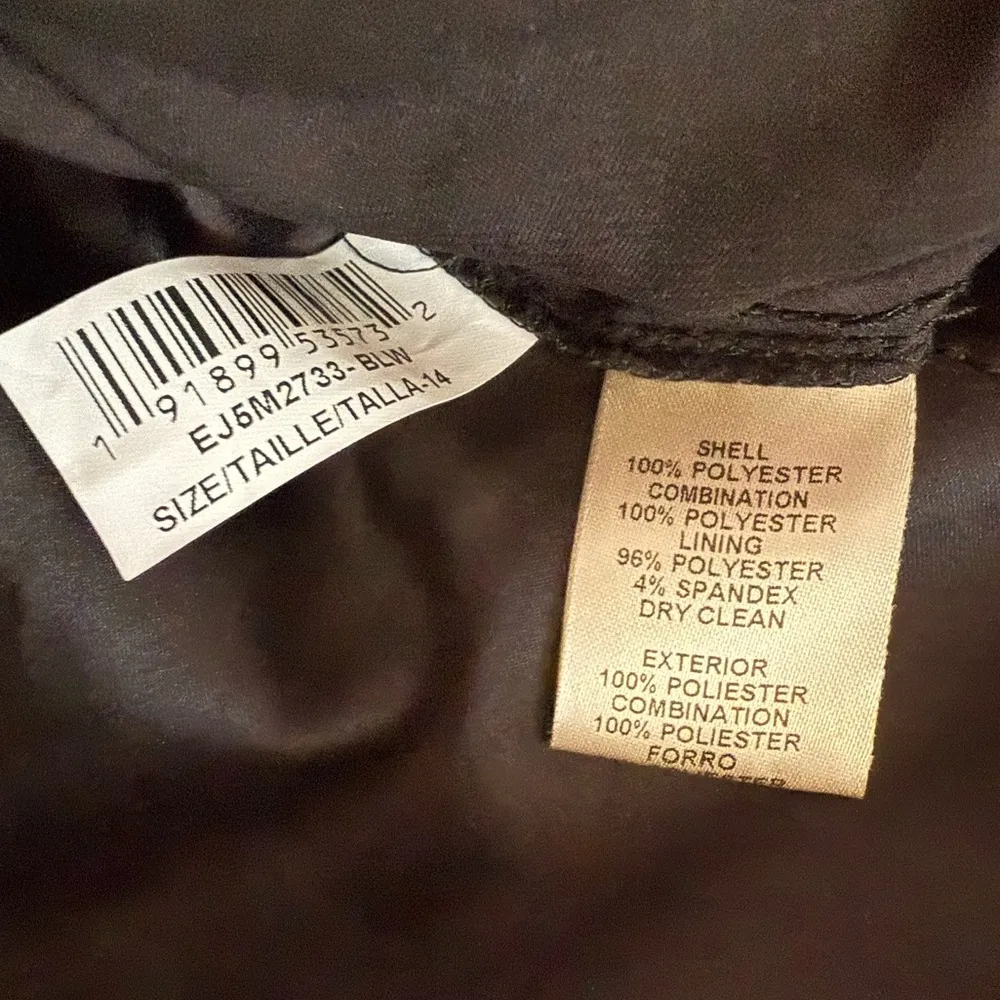 1 91899 53573 2
EJ5M2733-BLW
SIZE/TAILLE/TALLA-14
SHELL
100% POLYESTER
COMBINATION
100% POLYESTER
LINING
96% POLYESTER
4% SPANDEX
DRY CLEAN
EXTERIOR
100% POLIESTER
COMBINATION
100% POLIESTER
FORRO